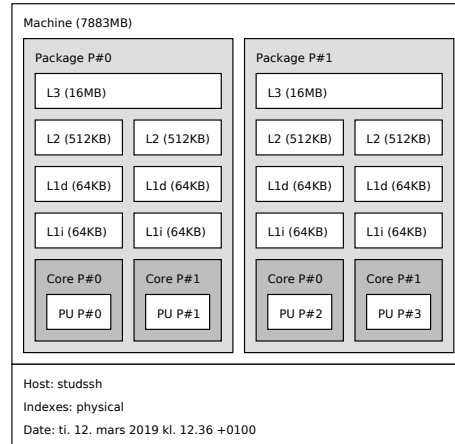 Machine (7883MB)
Package P#0
L3 (16MB)
L2 (512KB)
L2 (512KB)
L1d (64KB)
L1d (64KB)
L1i (64KB)
L1i (64KB)
Core P#0
PU P#0
Core P#1
PU P#1
Package P#1
L3 (16MB)
L2 (512KB)
L2 (512KB)
L1d (64KB)
L1d (64KB)
L1i (64KB)
L1i (64KB)
Core P#0
PU P#2
Core P#1
PU P#3
Host: studssh
Indexes: physical
Date: ti. 12. mars 2019 kl. 12.36 +0100